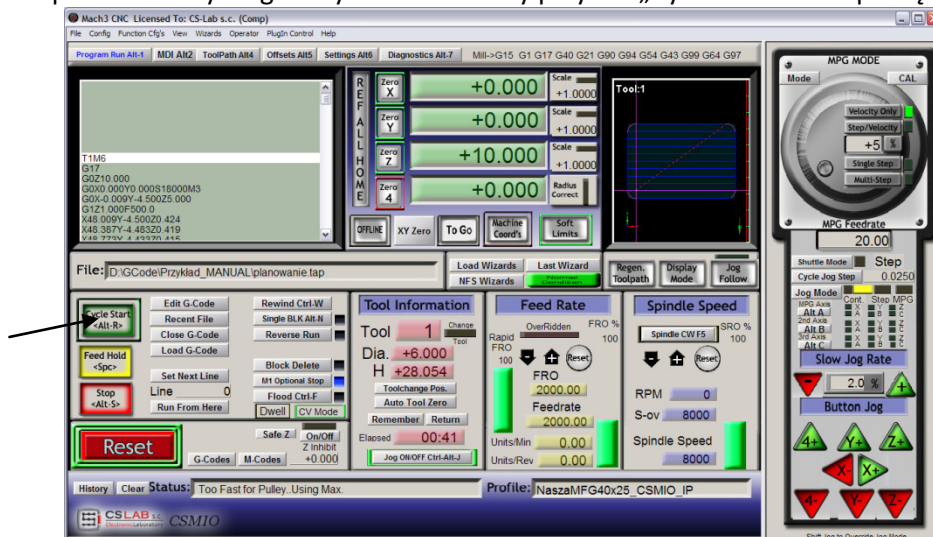 Mach3 CNC Licensed To: CS-Lab s.c. (Comp)
File Config Function Cfg's View Wizards Operator PlugIn Control Help
Program Run Alt-1 MDI Alt2 ToolPath Alt4 Offsets Alt5 Settings Alt6 Diagnostics Alt-7 Mill->G15 G1 G17 G40 G21 G90 G94 G54 G43 G99 G64 G97
T1M6
G17
G0Z10.000
G0X0.000Y0.000S18000M3
G0X-0.009Y-4.500Z5.000
G1Z1.000F500.0
X48.009Y-4.500Z0.424
X48.387Y-4.483Z0.419
X48.773Y-4.433Z0.415
REF ALL HOME
Zero X +0.000 Scale +1.0000
Zero Y +0.000 Scale +1.0000
Zero Z +10.000 Scale +1.0000
Zero 4 +0.000 Radius Correct
OFFLINE XY Zero To Go Machine Coord's Soft Limits
Tool:1
File: D:\GCode\Przykład_MANUAL\planowanie.tap
Load Wizards Last Wizard
NFS Wizards Normal Condition
Regen. Toolpath Display Mode Jog Follow
Cycle Start <Alt-R>
Feed Hold <Spc>
Stop <Alt-S>
Edit G-Code Rewind Ctrl-W
Recent File Single BLK Alt-N
Close G-Code Reverse Run
Load G-Code
Set Next Line Block Delete
M1 Optional Stop
Line 0 Flood Ctrl-F
Run From Here Dwell CV Mode
Reset
G-Codes M-Codes
Safe Z On/Off
Z Inhibit
+0.000
Tool Information
Tool 1 Change Tool
Dia. +6.000
H +28.054
Toolchange Pos.
Auto Tool Zero
Remember Return
Elapsed 00:41
Jog ON/OFF Ctrl-Alt-J
Feed Rate
OverRidden FRO %
Rapid FRO 100
100
Reset
FRO
2000.00
Feedrate
2000.00
Units/Min 0.00
Units/Rev 0.00
Spindle Speed
Spindle CW F5 SRO %
100
Reset
RPM 0
S-ov 8000
Spindle Speed
8000
History Clear Status: Too Fast for Pulley..Using Max. Profile: NaszaMFG40x25_CSMIO_IP
CSLAB s.c. CSMIO
MPG MODE
Mode CAL
Velocity Only
Step/Velocity
+5 %
Single Step
Multi-Step
MPG Feedrate
20.00
Shuttle Mode Step
Cycle Jog Step 0.0250
Jog Mode Cont. Step MPG
MPG Axis X Y Z
Alt A A B C
2nd Axis X Y Z
Alt B A B C
3rd Axis X Y Z
Alt C A B C
Slow Jog Rate
2.0 %
Button Jog
4+ Y+ Z+
X- X+
4- Y- Z-